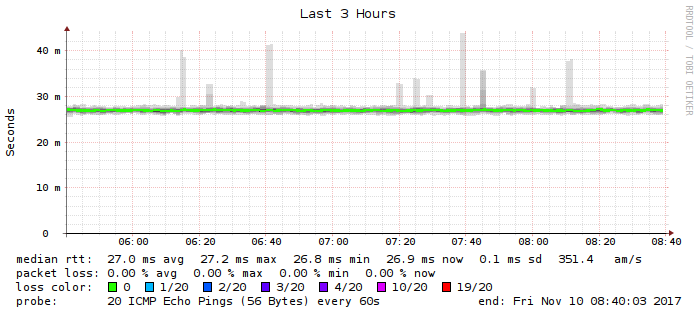 Last 3 Hours
RRDTOOL / TOBI OETIKER
Seconds
40 m
30 m
20 m
10 m
0
06:00 06:20 06:40 07:00 07:20 07:40 08:00 08:20 08:40
median rtt: 27.0 ms avg 27.2 ms max 26.8 ms min 26.9 ms now 0.1 ms sd 351.4 am/s
packet loss: 0.00 % avg 0.00 % max 0.00 % min 0.00 % now
loss color: 0 1/20 2/20 3/20 4/20 10/20 19/20
probe: 20 ICMP Echo Pings (56 Bytes) every 60s end: Fri Nov 10 08:40:03 2017